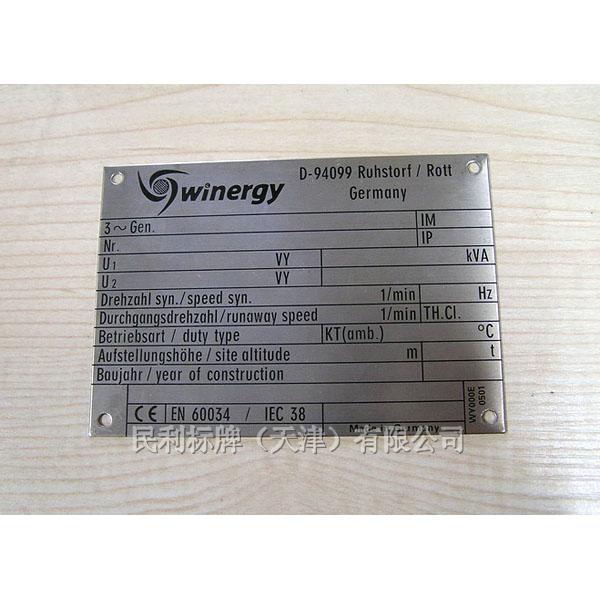 winergy
D-94099 Ruhstorf / Rott
Germany
3~Gen. IM
Nr. IP
U1 VY kVA
U2 VY
Drehzahl syn./speed syn. 1/min Hz
Durchgangsdrehzahl/runaway speed 1/min TH.Cl.
Betriebsart / duty type KT(amb.) °C
Aufstellungshöhe / site altitude m t
Baujahr / year of construction
CE EN 60034 / IEC 38
WY000E
0501
Made in Germany
民利标牌（天津）有限公司